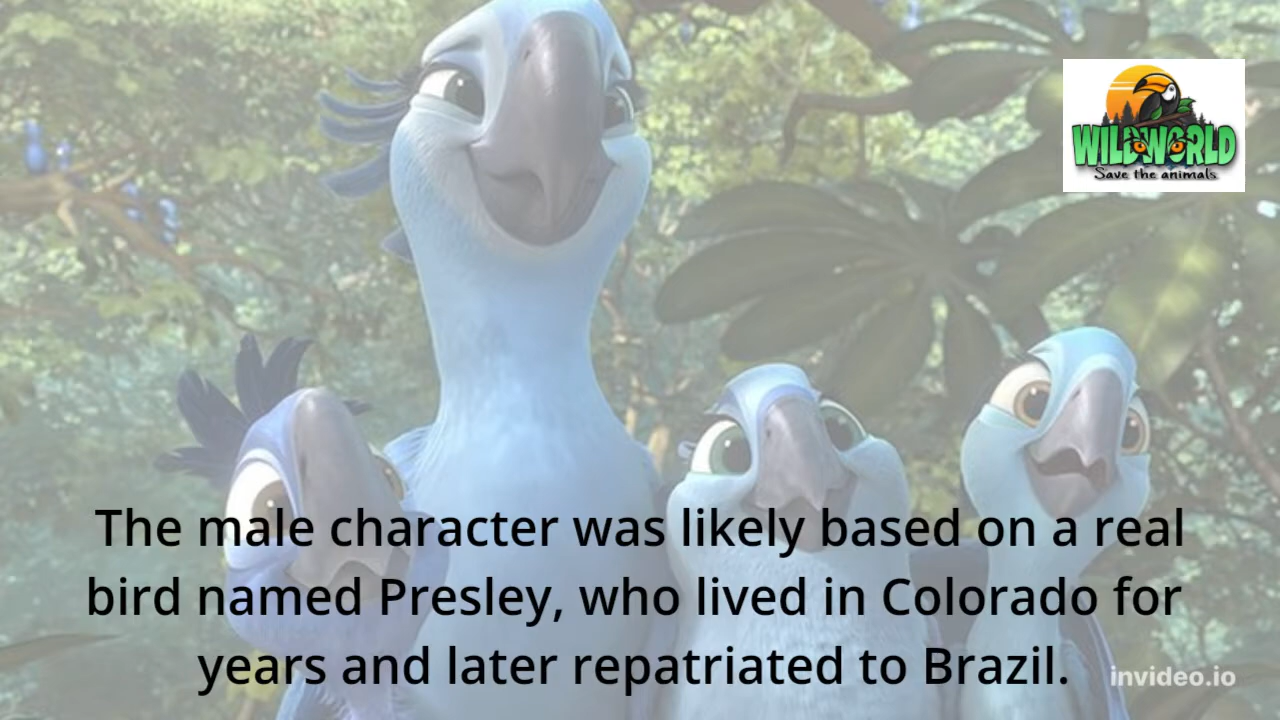 WILDWORLD
Save the animals
The male character was likely based on a real
bird named Presley, who lived in Colorado for
years and later repatriated to Brazil.
invideo.io